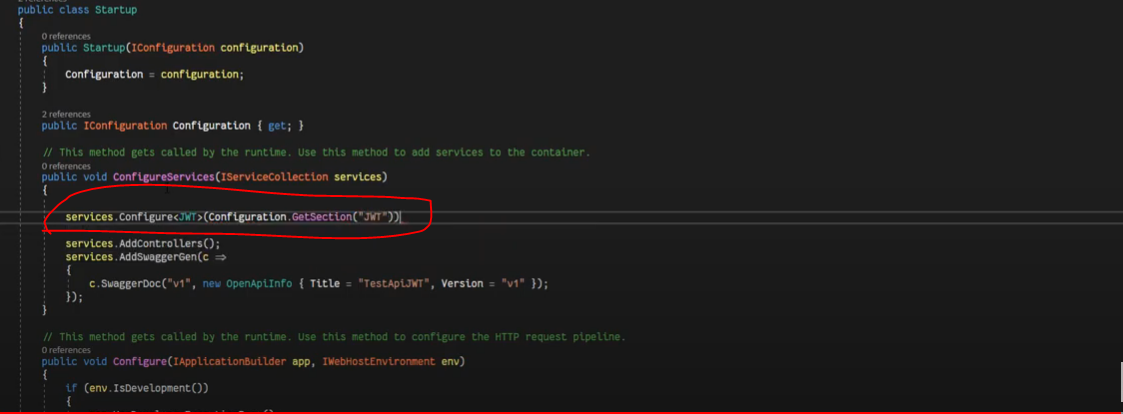 2 references
public class Startup
{
0 references
public Startup(IConfiguration configuration)
{
Configuration = configuration;
}
2 references
public IConfiguration Configuration { get; }
// This method gets called by the runtime. Use this method to add services to the container.
0 references
public void ConfigureServices(IServiceCollection services)
{
services.Configure<JWT>(Configuration.GetSection("JWT"))
services.AddControllers();
services.AddSwaggerGen(c =>
{
c.SwaggerDoc("v1", new OpenApiInfo { Title = "TestApiJWT", Version = "v1" });
});
}
// This method gets called by the runtime. Use this method to configure the HTTP request pipeline.
0 references
public void Configure(IApplicationBuilder app, IWebHostEnvironment env)
{
if (env.IsDevelopment())
{